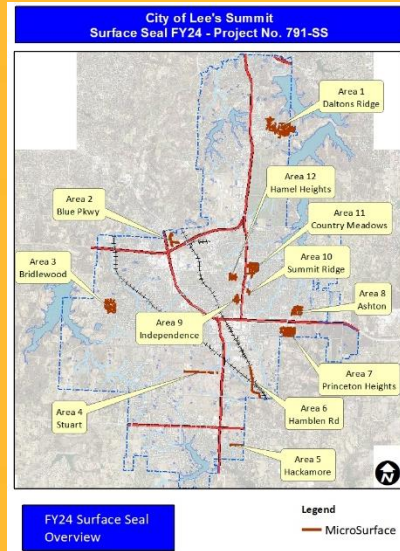 City of Lee's Summit
Surface Seal FY24 - Project No. 791-SS
Area 1
Daltons Ridge
Area 12
Hamel Heights
Area 2
Blue Pkwy
Area 11
Country Meadows
Area 3
Bridlewood
Area 10
Summit Ridge
Area 8
Ashton
Area 9
Independence
Area 7
Princeton Heights
Area 4
Stuart
Area 6
Hamblen Rd
Area 5
Hackamore
N
FY24 Surface Seal
Overview
Legend
MicroSurface